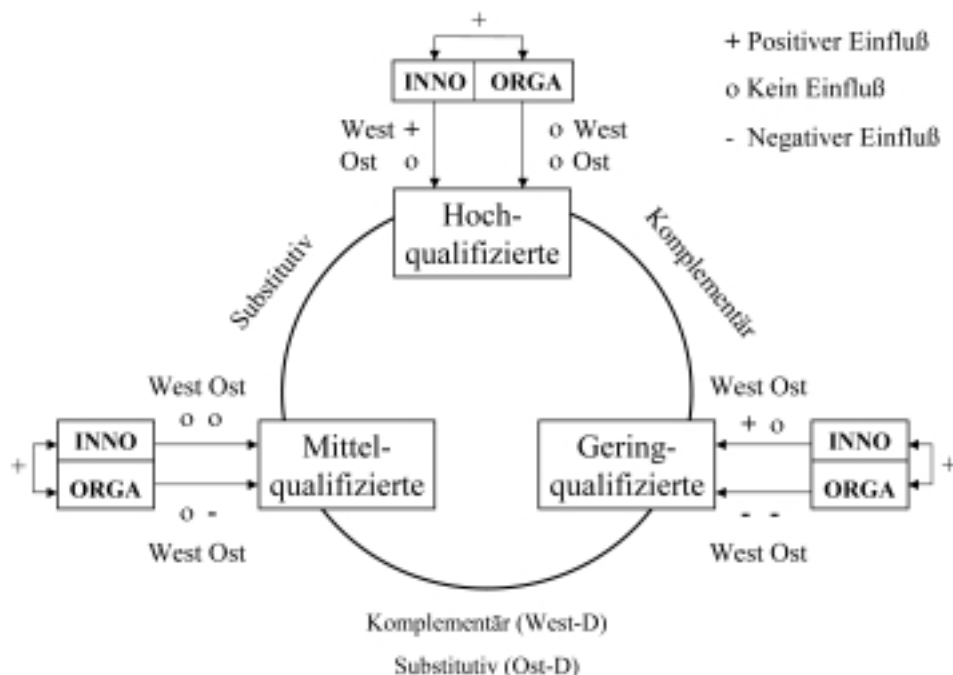 +
INNO ORGA
+ Positiver Einfluß
o Kein Einfluß
- Negativer Einfluß
West + o West
Ost o o Ost
Hoch-
qualifizierte
Substitutiv
Komplementär
West Ost
o o
INNO
ORGA
+
o -
West Ost
Mittel-
qualifizierte
Gering-
qualifizierte
West Ost
+ o
INNO
ORGA
+
- -
West Ost
Komplementär (West-D)
Substitutiv (Ost-D)